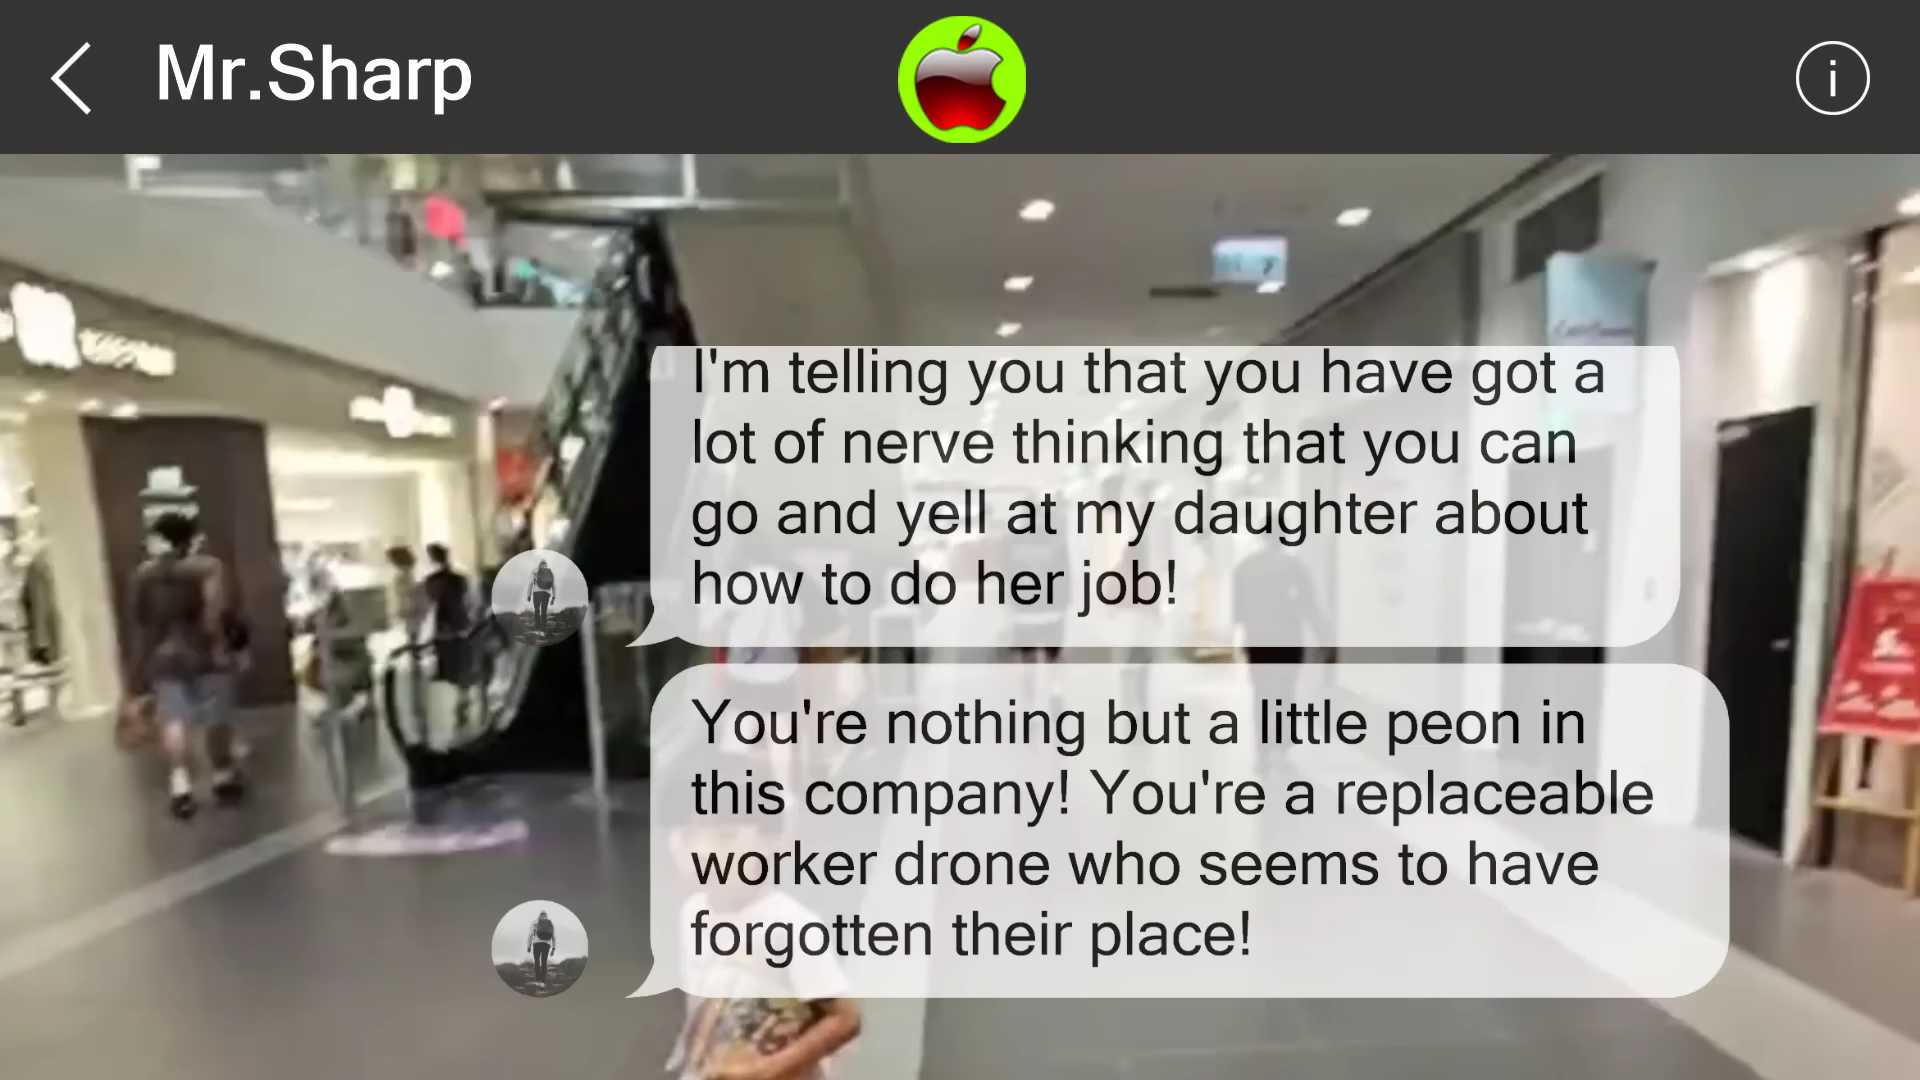 Mr.Sharp
I'm telling you that you have got a
lot of nerve thinking that you can
go and yell at my daughter about
how to do her job!
You're nothing but a little peon in
this company! You're a replaceable
worker drone who seems to have
forgotten their place!